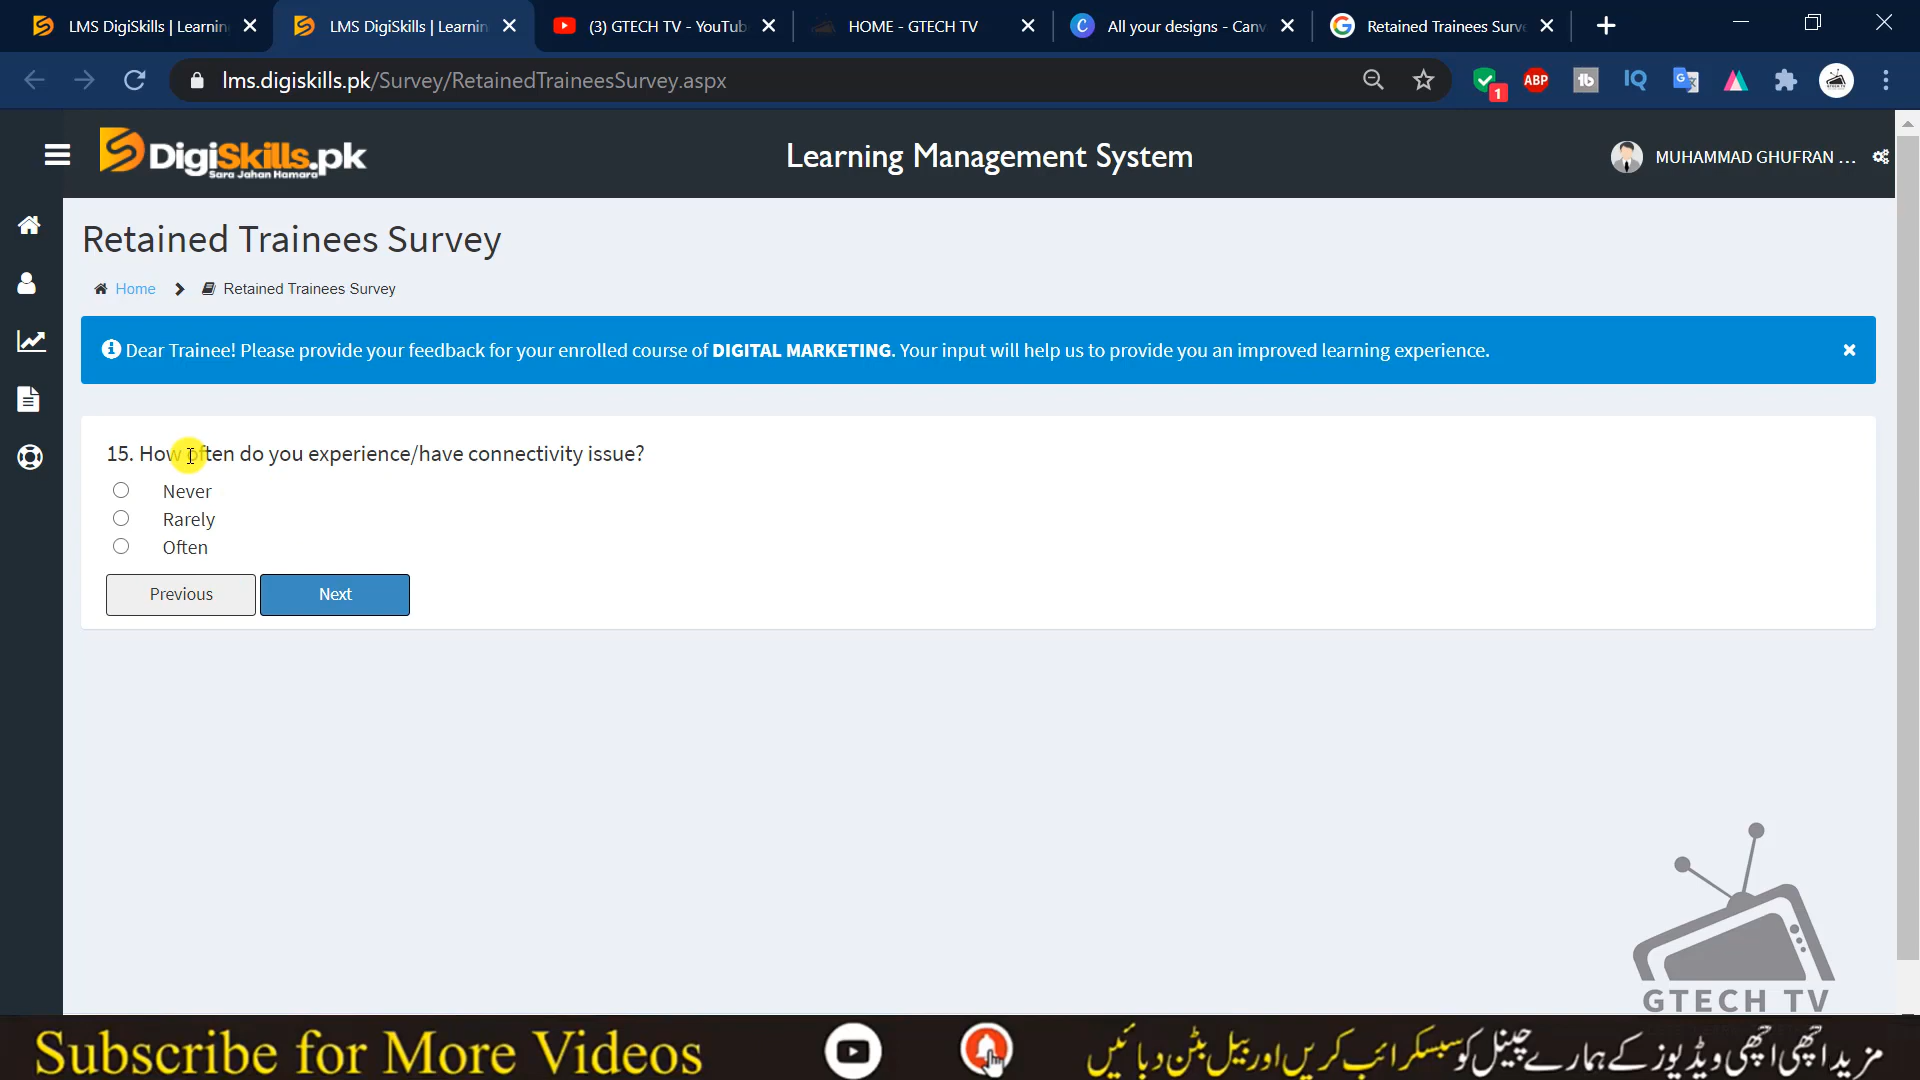 LMS DigiSkills | Learnin
LMS DigiSkills | Learnin
(3) GTECH TV - YouTub
HOME - GTECH TV
All your designs - Canv
Retained Trainees Surve
lms.digiskills.pk/Survey/RetainedTraineesSurvey.aspx
1
ABP
tb
IQ
DigiSkills.pk
Sara Jahan Hamara
Learning Management System
MUHAMMAD GHUFRAN ...
Retained Trainees Survey
Home
Retained Trainees Survey
Dear Trainee! Please provide your feedback for your enrolled course of DIGITAL MARKETING. Your input will help us to provide you an improved learning experience.
15. How often do you experience/have connectivity issue?
Never
Rarely
Often
Previous
Next
GTECH TV
Subscribe for More Videos
مزید اچھی اچھی ویڈیوز کے ہمارے چینل کو سبسکرائب کریں اور بیل بٹن دبائیں